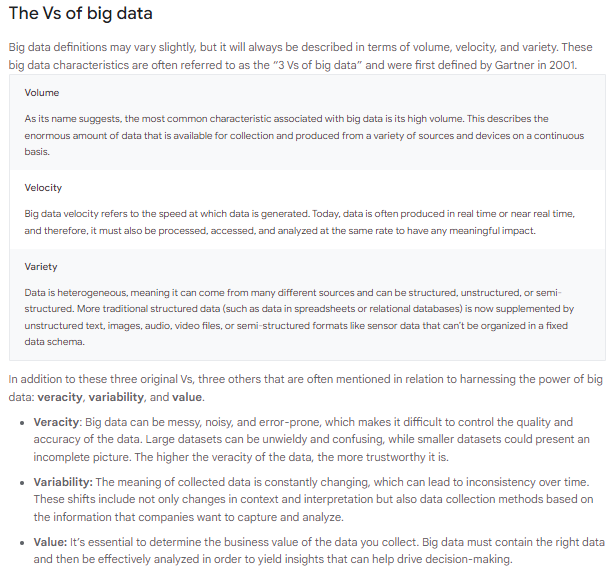 The Vs of big data
Big data definitions may vary slightly, but it will always be described in terms of volume, velocity, and variety. These
big data characteristics are often referred to as the “3 Vs of big data” and were first defined by Gartner in 2001.
Volume
As its name suggests, the most common characteristic associated with big data is its high volume. This describes the
enormous amount of data that is available for collection and produced from a variety of sources and devices on a continuous
basis.
Velocity
Big data velocity refers to the speed at which data is generated. Today, data is often produced in real time or near real time,
and therefore, it must also be processed, accessed, and analyzed at the same rate to have any meaningful impact.
Variety
Data is heterogeneous, meaning it can come from many different sources and can be structured, unstructured, or semi-
structured. More traditional structured data (such as data in spreadsheets or relational databases) is now supplemented by
unstructured text, images, audio, video files, or semi-structured formats like sensor data that can’t be organized in a fixed
data schema.
In addition to these three original Vs, three others that are often mentioned in relation to harnessing the power of big
data: veracity, variability, and value.
• Veracity: Big data can be messy, noisy, and error-prone, which makes it difficult to control the quality and
accuracy of the data. Large datasets can be unwieldy and confusing, while smaller datasets could present an
incomplete picture. The higher the veracity of the data, the more trustworthy it is.
• Variability: The meaning of collected data is constantly changing, which can lead to inconsistency over time.
These shifts include not only changes in context and interpretation but also data collection methods based on
the information that companies want to capture and analyze.
• Value: It’s essential to determine the business value of the data you collect. Big data must contain the right data
and then be effectively analyzed in order to yield insights that can help drive decision-making.